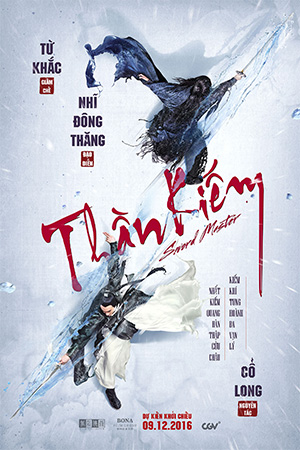 TỪ KHẮC
GIÁM CHẾ
NHĨ ĐÔNG THĂNG
ĐẠO DIỄN
Thần Kiếm
Sword Master
NHẤT KIẾM QUANG HÀN THẬP CỬU CHÂU
KIẾM KHÍ TUNG HOÀNH BA VẠN LÍ
CỔ LONG
NGUYÊN TÁC
BONA
DỰ KIẾN KHỞI CHIẾU
09.12.2016
CGV